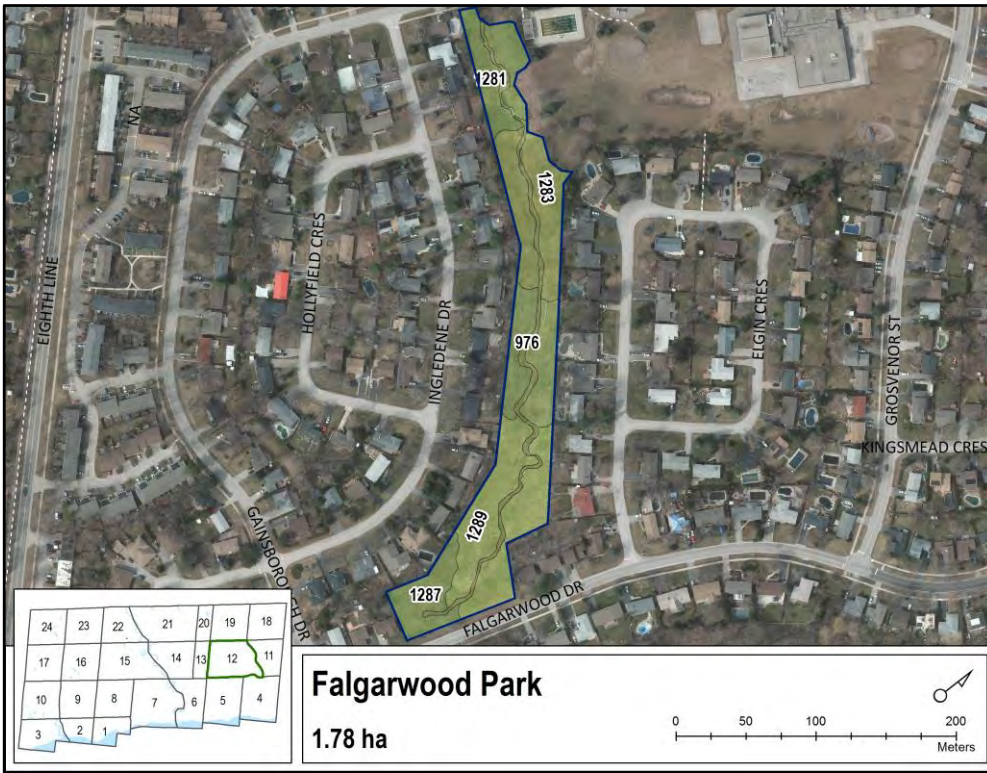 1281
NA
1283
HOLLYFIELD CRES
EIGHTH LINE
INGLEDENE DR
976
ELGIN CRES
GROSVENOR ST
KINGSMEAD CRES
1289
GAINSBOROUGH DR
1287
FALGARWOOD DR
24 23 22 21 20 19 18
17 16 15 14 13 12 11
10 9 8 7 6 5 4
3 2 1
Falgarwood Park
1.78 ha
0 50 100 200
Meters